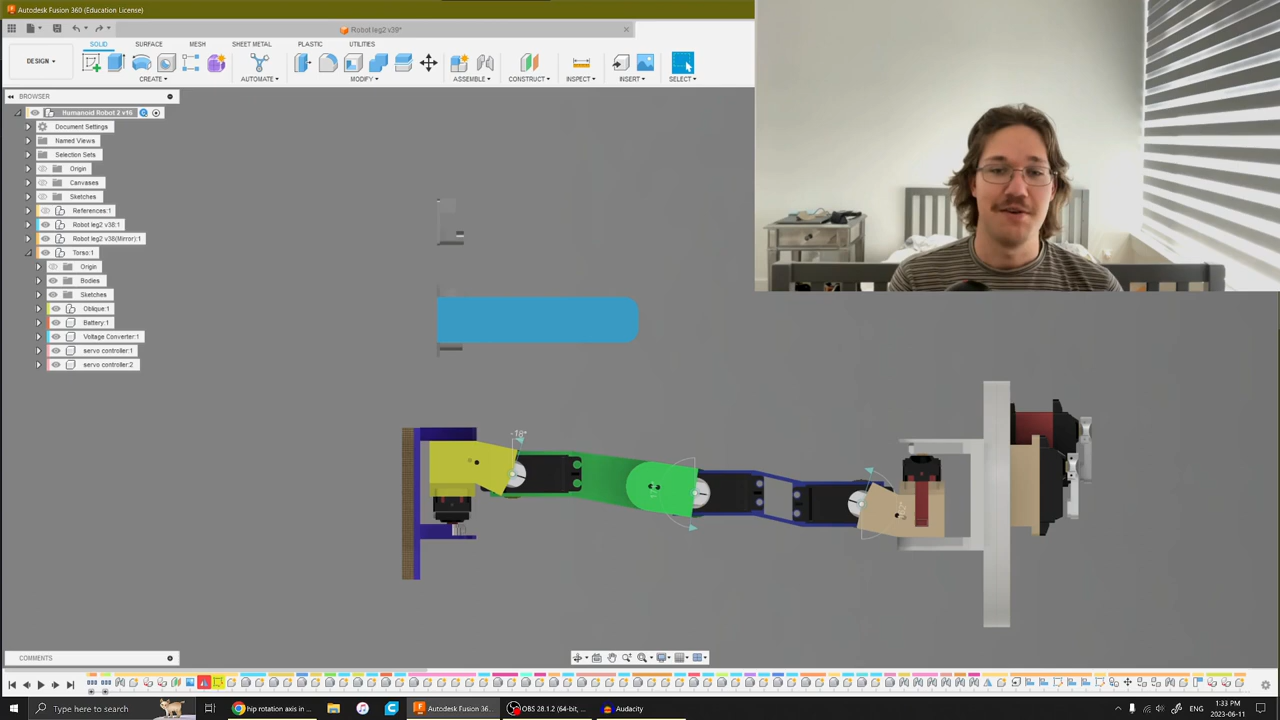 Autodesk Fusion 360 (Education License)
Robot leg2 v39*
DESIGN
SOLID SURFACE MESH SHEET METAL PLASTIC UTILITIES
CREATE AUTOMATE MODIFY ASSEMBLE CONSTRUCT INSPECT INSERT SELECT
BROWSER
Humanoid Robot 2 v16
Document Settings
Named Views
Selection Sets
Origin
Canvases
Sketches
References:1
Robot leg2 v38:1
Robot leg2 v38(Mirror):1
Torso:1
Origin
Bodies
Sketches
Oblique:1
Battery:1
Voltage Converter:1
servo controller:1
servo controller:2
-18°
COMMENTS
Type here to search
hip rotation axis in ...
Autodesk Fusion 360...
OBS 28.1.2 (64-bit, ...
Audacity
ENG
1:33 PM
2023-06-11